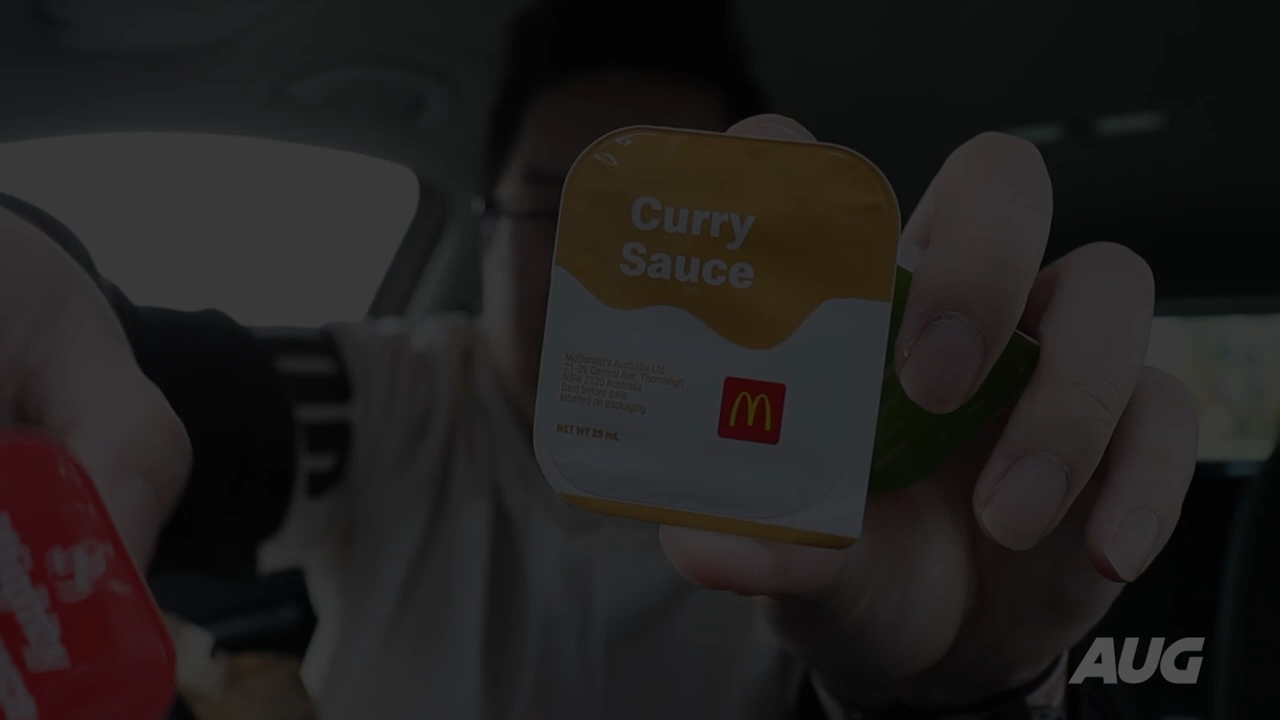 Curry
Sauce
McDonald's Australia Ltd
21-29 Central Ave, Thornleigh
NSW 2120 Australia
Best before date
labelled on packaging
NET WT 25 mL
AUG